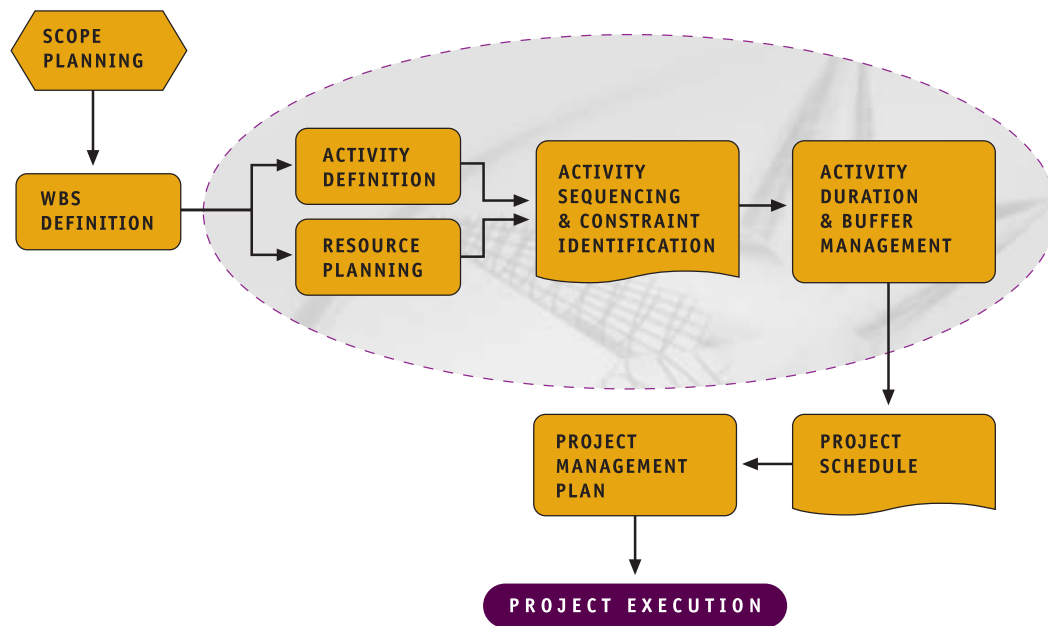 SCOPE
PLANNING
WBS
DEFINITION
ACTIVITY
DEFINITION
RESOURCE
PLANNING
ACTIVITY
SEQUENCING
& CONSTRAINT
IDENTIFICATION
ACTIVITY
DURATION
& BUFFER
MANAGEMENT
PROJECT
SCHEDULE
PROJECT
MANAGEMENT
PLAN
PROJECT EXECUTION